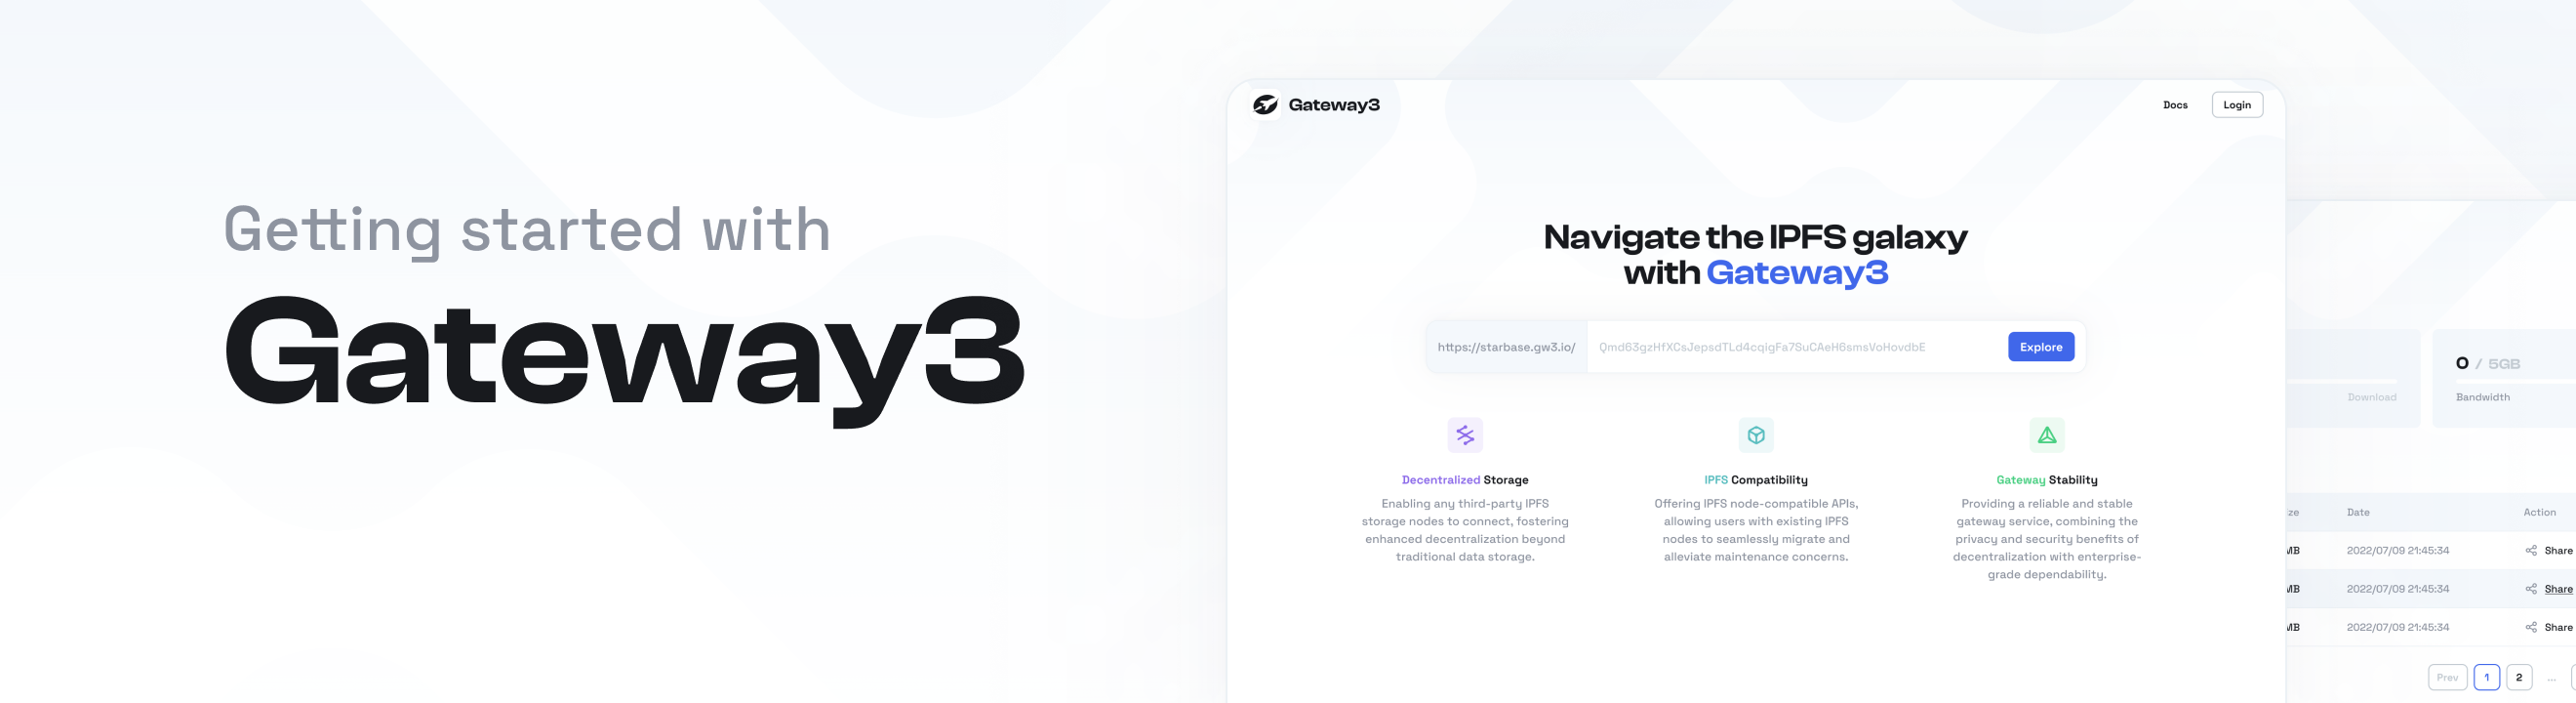 Getting started with
Gateway3
Gateway3
Docs
Login
Navigate the IPFS galaxy
with Gateway3
https://starbase.gw3.io/
Qmd63gzHfXCsJepsdTLd4cqigFa7SuCAeH6smsVoHovdbE
Explore
Decentralized Storage
Enabling any third-party IPFS
storage nodes to connect, fostering
enhanced decentralization beyond
traditional data storage.
IPFS Compatibility
Offering IPFS node-compatible APIs,
allowing users with existing IPFS
nodes to seamlessly migrate and
alleviate maintenance concerns.
Gateway Stability
Providing a reliable and stable
gateway service, combining the
privacy and security benefits of
decentralization with enterprise-
grade dependability.
Download
0 / 5GB
Bandwidth
ize Date Action
MB 2022/07/09 21:45:34 Share
MB 2022/07/09 21:45:34 Share
MB 2022/07/09 21:45:34 Share
Prev 1 2 ...